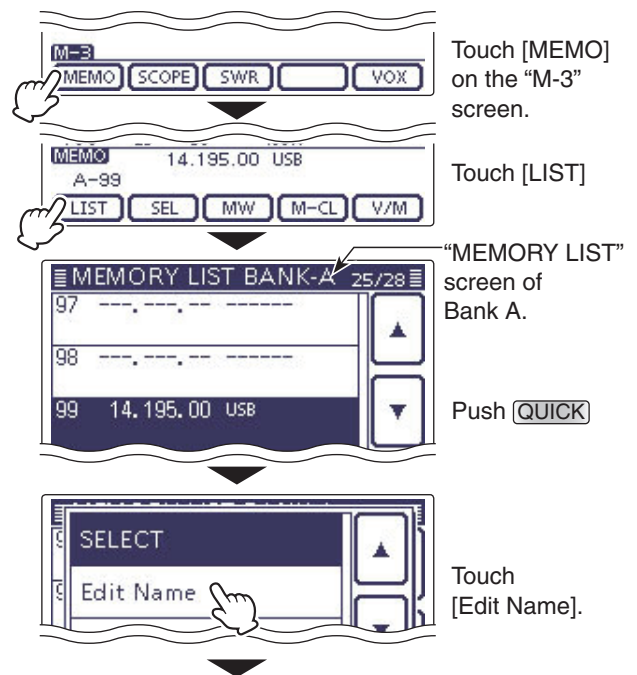 M-3
MEMO SCOPE SWR VOX
Touch [MEMO]
on the “M-3”
screen.
MEMO 14.195.00 USB
A-99
LIST SEL MW M-CL V/M
Touch [LIST]
MEMORY LIST BANK-A 25/28
“MEMORY LIST”
screen of
Bank A.
97 ---.---.-- ------
98 ---.---.-- ------
99 14.195.00 USB
Push QUICK
SELECT
Edit Name
Touch
[Edit Name].